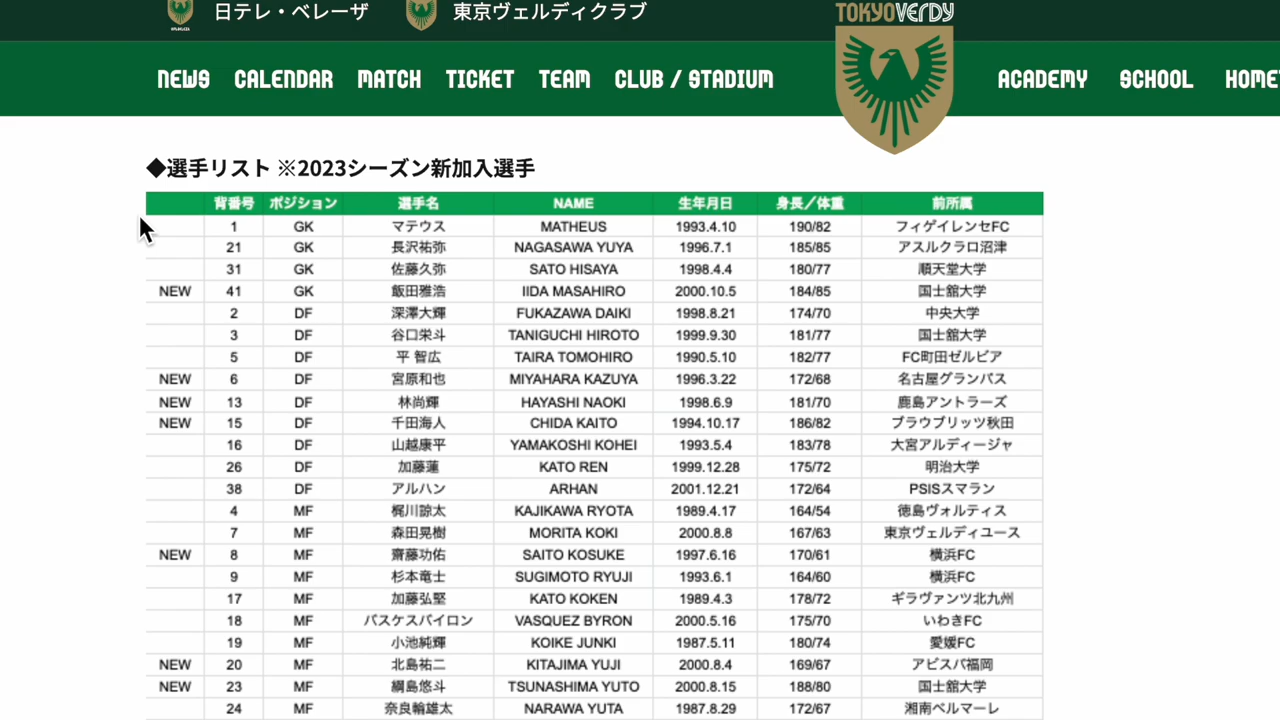 日テレ・ベレーザ 東京ヴェルディクラブ TOKYO VERDY
NEWS CALENDAR MATCH TICKET TEAM CLUB / STADIUM ACADEMY SCHOOL
◆選手リスト ※2023シーズン新加入選手
背番号 ポジション 選手名 NAME 生年月日 身長／体重 前所属
1 GK マテウス MATHEUS 1993.4.10 190/82 フィゲイレンセFC
21 GK 長沢祐弥 NAGASAWA YUYA 1996.7.1 185/85 アスルクラロ沼津
31 GK 佐藤久弥 SATO HISAYA 1998.4.4 180/77 順天堂大学
NEW 41 GK 飯田雅浩 IIDA MASAHIRO 2000.10.5 184/85 国士舘大学
2 DF 深澤大輝 FUKAZAWA DAIKI 1998.8.21 174/70 中央大学
3 DF 谷口栄斗 TANIGUCHI HIROTO 1999.9.30 181/77 国士舘大学
5 DF 平 智広 TAIRA TOMOHIRO 1990.5.10 182/77 FC町田ゼルビア
NEW 6 DF 宮原和也 MIYAHARA KAZUYA 1996.3.22 172/68 名古屋グランパス
NEW 13 DF 林尚輝 HAYASHI NAOKI 1998.6.9 181/70 鹿島アントラーズ
NEW 15 DF 千田海人 CHIDA KAITO 1994.10.17 186/82 ブラウブリッツ秋田
16 DF 山越康平 YAMAKOSHI KOHEI 1993.5.4 183/78 大宮アルディージャ
26 DF 加藤蓮 KATO REN 1999.12.28 175/72 明治大学
38 DF アルハン ARHAN 2001.12.21 172/64 PSISスマラン
4 MF 梶川諒太 KAJIKAWA RYOTA 1989.4.17 164/54 徳島ヴォルティス
7 MF 森田晃樹 MORITA KOKI 2000.8.8 167/63 東京ヴェルディユース
NEW 8 MF 齋藤功佑 SAITO KOSUKE 1997.6.16 170/61 横浜FC
9 MF 杉本竜士 SUGIMOTO RYUJI 1993.6.1 164/60 横浜FC
17 MF 加藤弘堅 KATO KOKEN 1989.4.3 178/72 ギラヴァンツ北九州
18 MF バスケスバイロン VASQUEZ BYRON 2000.5.16 175/70 いわきFC
19 MF 小池純輝 KOIKE JUNKI 1987.5.11 180/74 愛媛FC
NEW 20 MF 北島祐二 KITAJIMA YUJI 2000.8.4 169/67 アビスパ福岡
NEW 23 MF 綱島悠斗 TSUNASHIMA YUTO 2000.8.15 188/80 国士舘大学
24 MF 奈良輪雄太 NARAWA YUTA 1987.8.29 172/67 湘南ベルマーレ